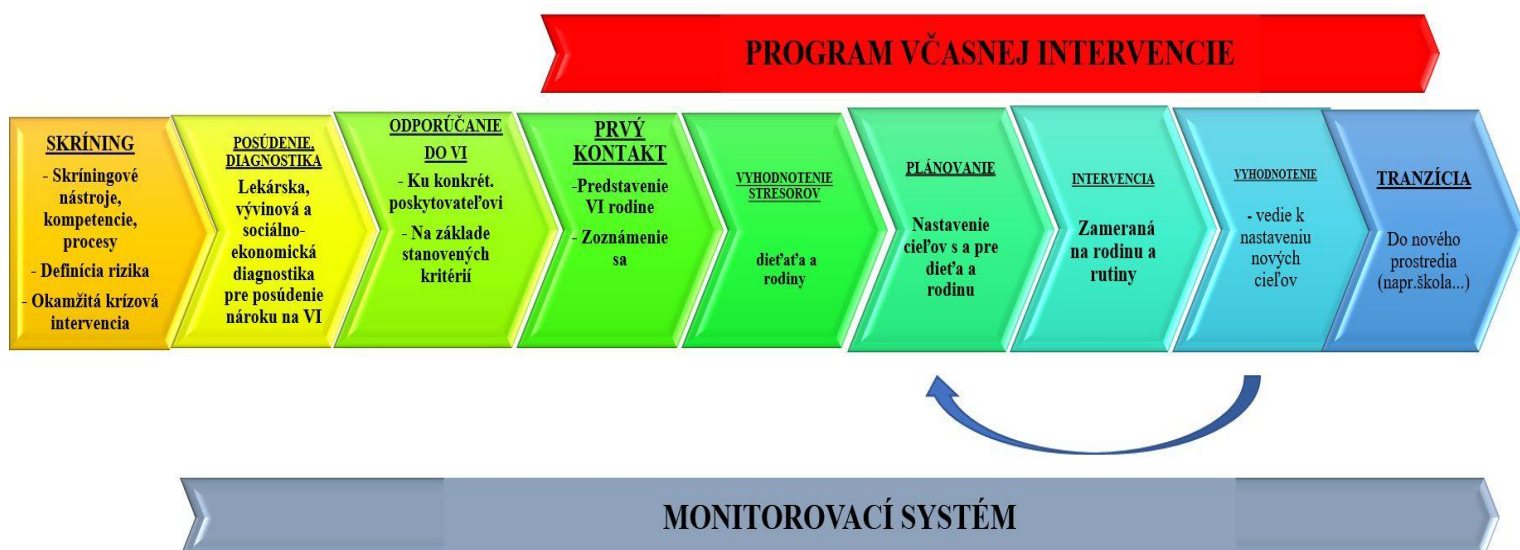 PROGRAM VČASNEJ INTERVENCIE
SKRÍNING
- Skríningové
nástroje,
kompetencie,
procesy
- Definícia rizika
- Okamžitá krízová
intervencia
POSÚDENIE,
DIAGNOSTIKA
Lekárska,
vývinová a
sociálno-
ekonomická
diagnostika
pre posúdenie
nároku na VI
ODPORÚČANIE
DO VI
- Ku konkrét.
poskytovateľovi
- Na základe
stanovených
kritérií
PRVÝ
KONTAKT
-Predstavenie
VI rodine
- Zoznámenie
sa
VYHODNOTENIE
STRESOROV
dieťaťa a
rodiny
PLÁNOVANIE
Nastavenie
cieľov s a pre
dieťa a
rodinu
INTERVENCIA
Zameraná
na rodinu a
rutiny
VYHODNOTENIE
- vedie k
nastaveniu
nových
cieľov
TRANZÍCIA
Do nového
prostredia
(napr.škola...)
MONITOROVACÍ SYSTÉM